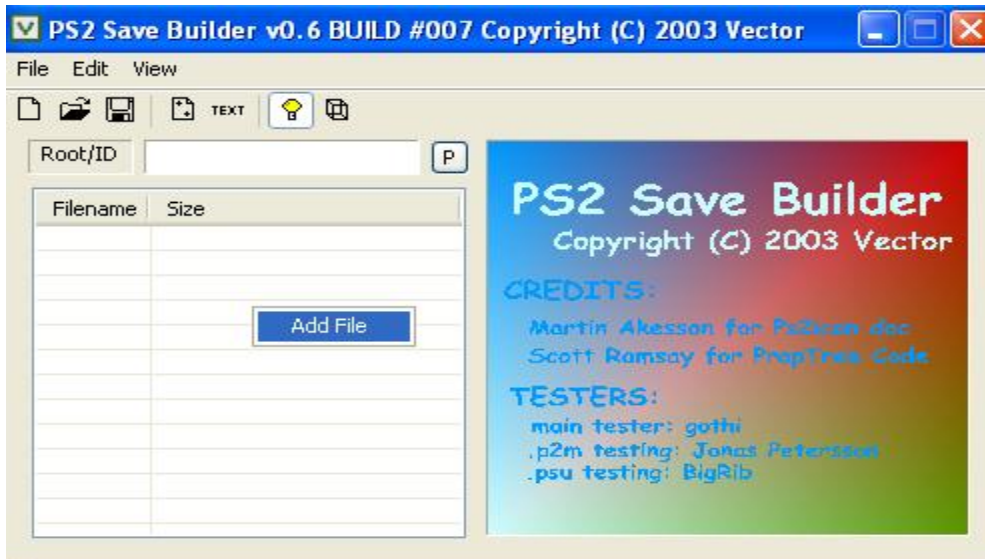 PS2 Save Builder v0.6 BUILD #007 Copyright (C) 2003 Vector
File Edit View
TEXT
Root/ID P
Filename Size
Add File
PS2 Save Builder
Copyright (C) 2003 Vector
CREDITS:
Martin Akesson for Ps2icon doc
Scott Ramsay for PropTree Code
TESTERS:
main tester: gothi
.p2m testing: Jonas Petersson
.psu testing: BigRib